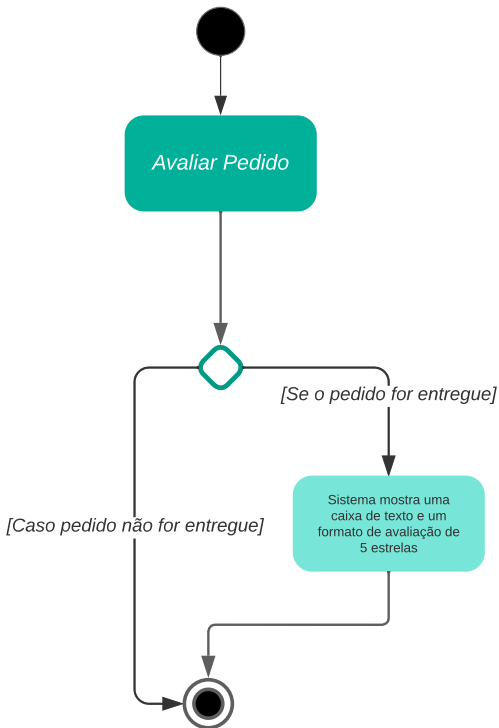 Avaliar Pedido
[Se o pedido for entregue]
Sistema mostra uma
caixa de texto e um
formato de avaliação de
5 estrelas
[Caso pedido não for entregue]